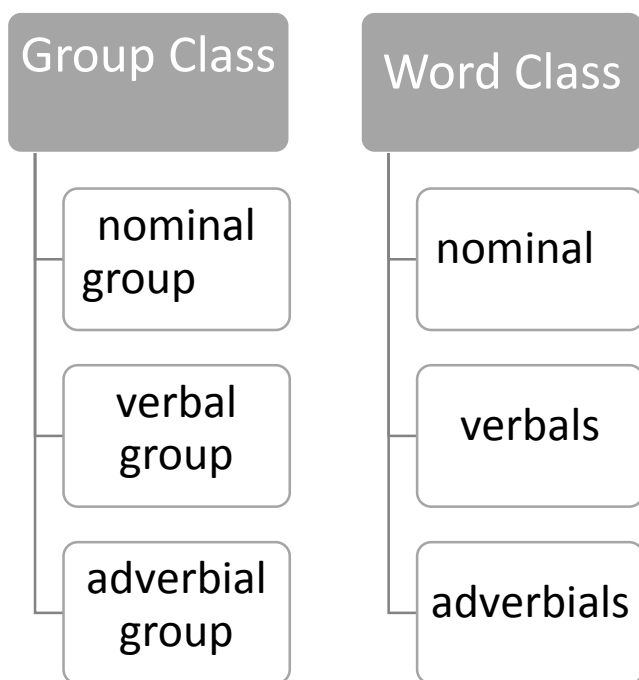 Group Class
nominal
group
verbal
group
adverbial
group
Word Class
nominal
verbals
adverbials